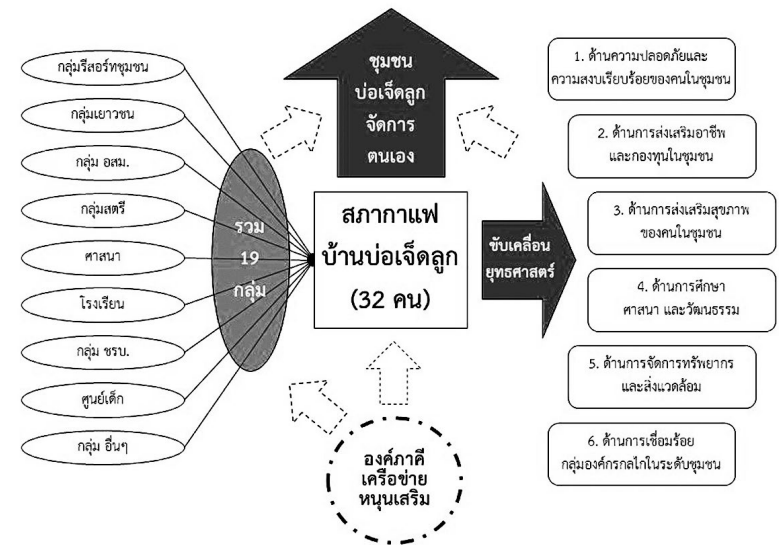 กลุ่มรีสอร์ทชุมชน
กลุ่มเยาวชน
กลุ่ม อสม.
กลุ่มสตรี
ศาสนา
โรงเรียน
กลุ่ม ชรบ.
ศูนย์เด็ก
กลุ่ม อื่นๆ
รวม
19
กลุ่ม
ชุมชน
บ่อเจ็ดลูก
จัดการ
ตนเอง
สภากาแฟ
บ้านบ่อเจ็ดลูก
(32 คน)
องค์ภาคี
เครือข่าย
หนุนเสริม
ขับเคลื่อน
ยุทธศาสตร์
1. ด้านความปลอดภัยและ
ความสงบเรียบร้อยของคนในชุมชน
2. ด้านการส่งเสริมอาชีพ
และกองทุนในชุมชน
3. ด้านการส่งเสริมสุขภาพ
ของคนในชุมชน
4. ด้านการศึกษา
ศาสนา และวัฒนธรรม
5. ด้านการจัดการทรัพยากร
และสิ่งแวดล้อม
6. ด้านการเชื่อมร้อย
กลุ่มองค์กรกลไกในระดับชุมชน